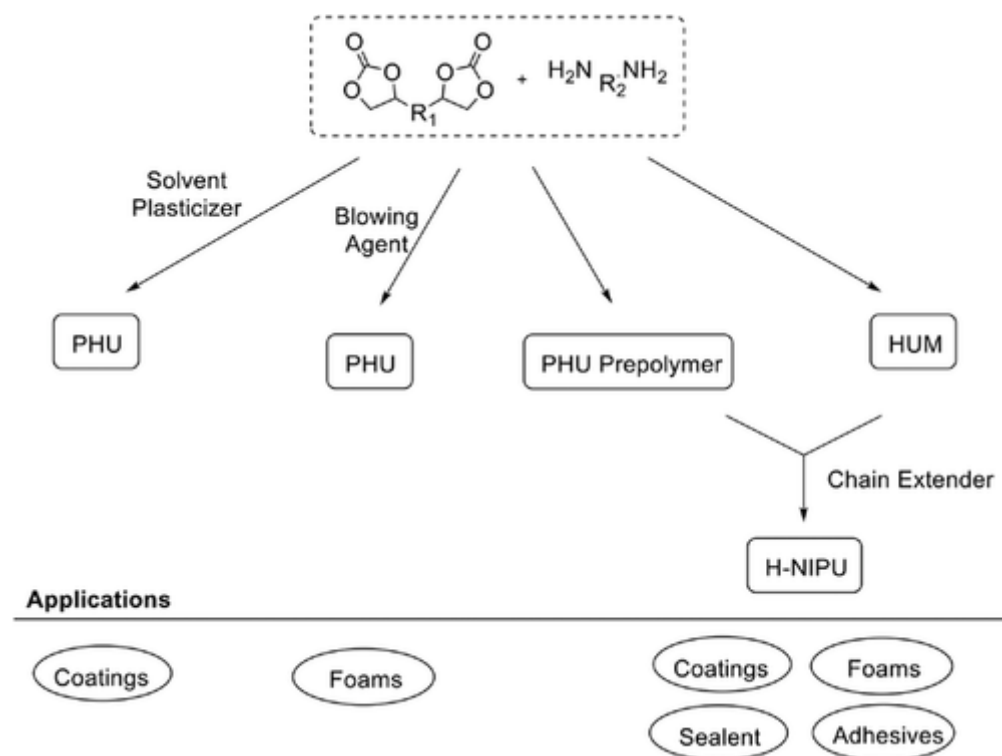 O O
O O O O
O O
R1
+
H2N R2 NH2
Solvent
Plasticizer
Blowing
Agent
PHU
PHU
PHU Prepolymer
HUM
Chain Extender
H-NIPU
Applications
Coatings
Foams
Coatings
Foams
Sealent
Adhesives